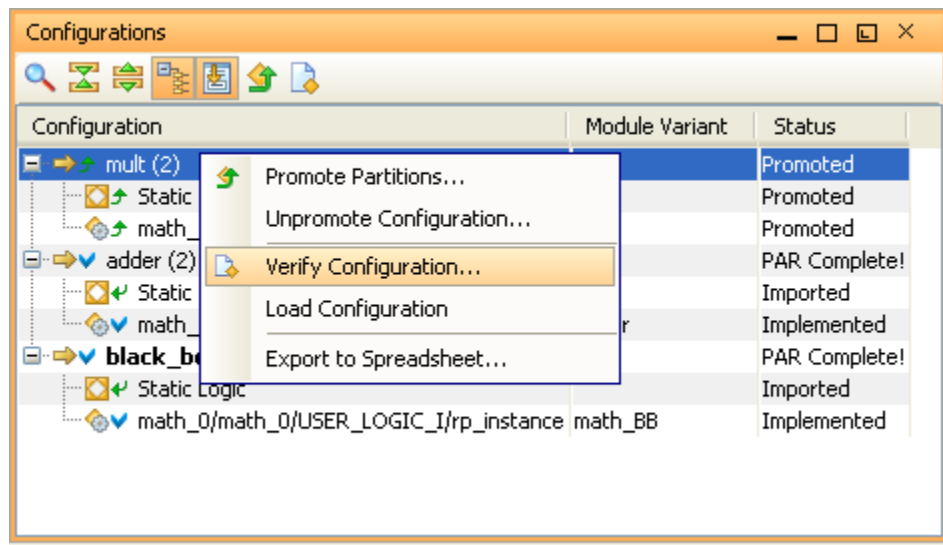 Configurations
Configuration Module Variant Status
mult (2) Promoted
Static Promoted
math_ Promoted
adder (2) PAR Complete!
Static Imported
math_ r Implemented
black_b PAR Complete!
Static Logic Imported
math_0/math_0/USER_LOGIC_I/rp_instance math_BB Implemented
Promote Partitions...
Unpromote Configuration...
Verify Configuration...
Load Configuration
Export to Spreadsheet...